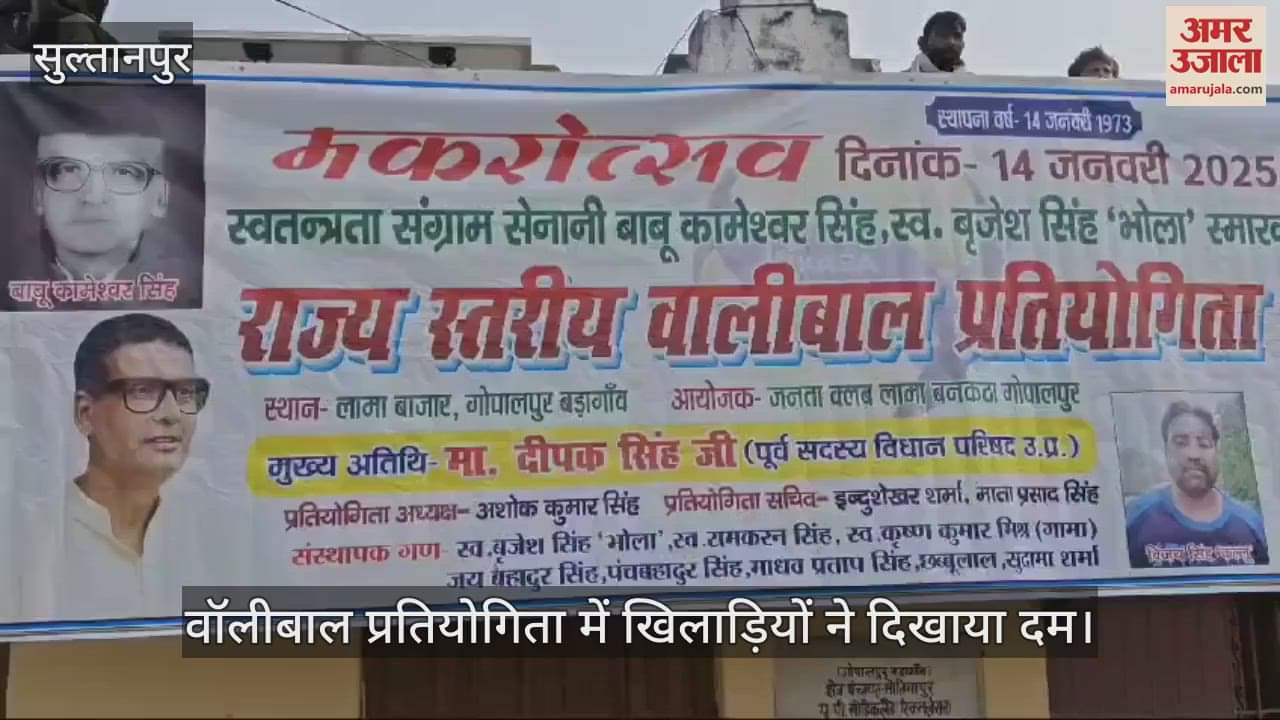 सुल्तानपुर
अमर
उजाला
amarujala.com
स्थापना वर्ष- 14 जनवरी 1973
मकरोत्सव दिनांक- 14 जनवरी 2025
स्वतन्त्रता संग्राम सेनानी बाबू कामेश्वर सिंह,स्व. बृजेश सिंह ‘भोला’ स्मारक
बाबू कामेश्वर सिंह
राज्य स्तरीय वालीबाल प्रतियोगिता
स्थान- लामा बाजार, गोपालपुर बड़ागाँव आयोजक- जनता क्लब लामा बनकटा गोपालपुर
मुख्य अतिथि- मा. दीपक सिंह जी (पूर्व सदस्य विधान परिषद उ.प्र.)
प्रतियोगिता अध्यक्ष- अशोक कुमार सिंह प्रतियोगिता सचिव- इन्दुशेखर शर्मा, माता प्रसाद सिंह
संस्थापक गण- स्व.बृजेश सिंह ‘भोला’,स्व.रामकरन सिंह, स्व.कृष्ण कुमार मिश्र (गामा)
जय बहादुर सिंह,पंचबहादुर सिंह,माधव प्रताप सिंह,छब्बूलाल ,सुदामा शर्मा
विजय सिंह
वॉलीबाल प्रतियोगिता में खिलाड़ियों ने दिखाया दम।